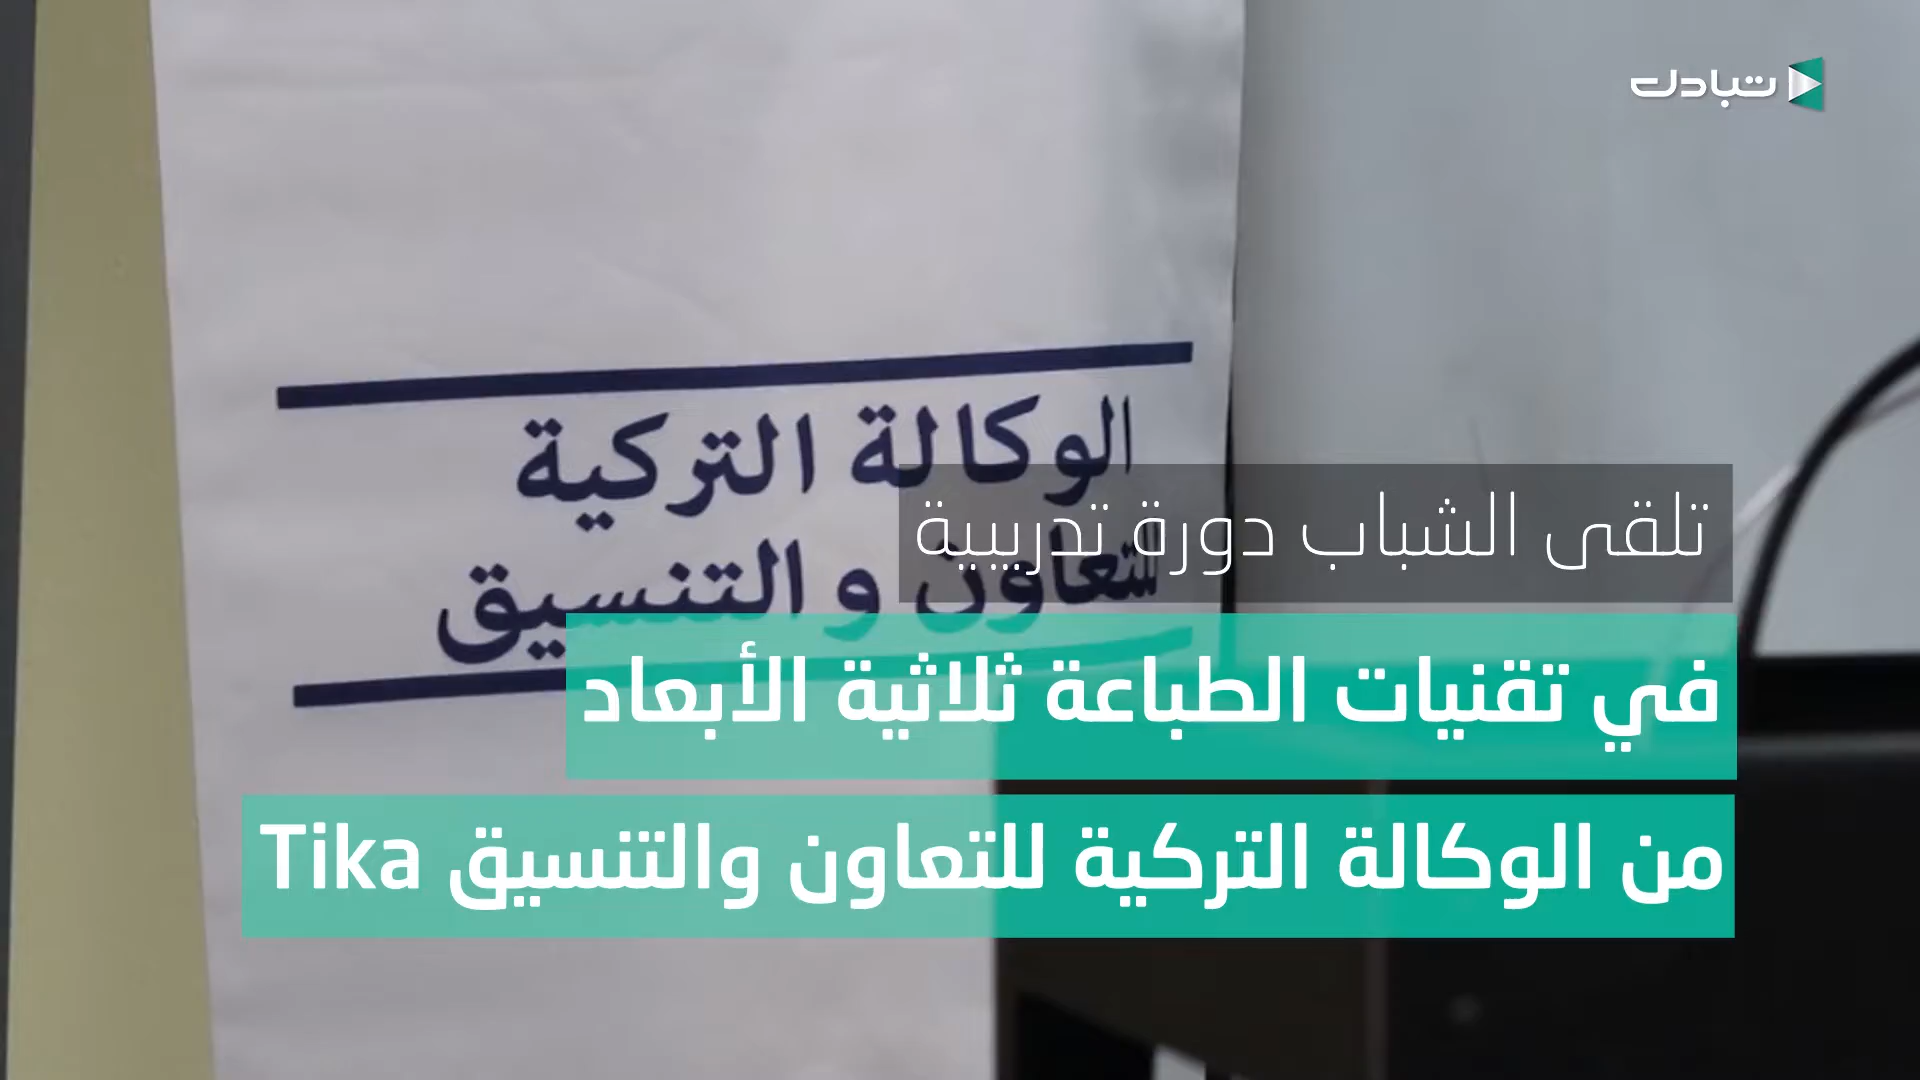 تبادل
الوكالة التركية
للتعاون و التنسيق
تلقى الشباب دورة تدريبية
في تقنيات الطباعة ثلاثية الأبعاد
من الوكالة التركية للتعاون والتنسيق Tika